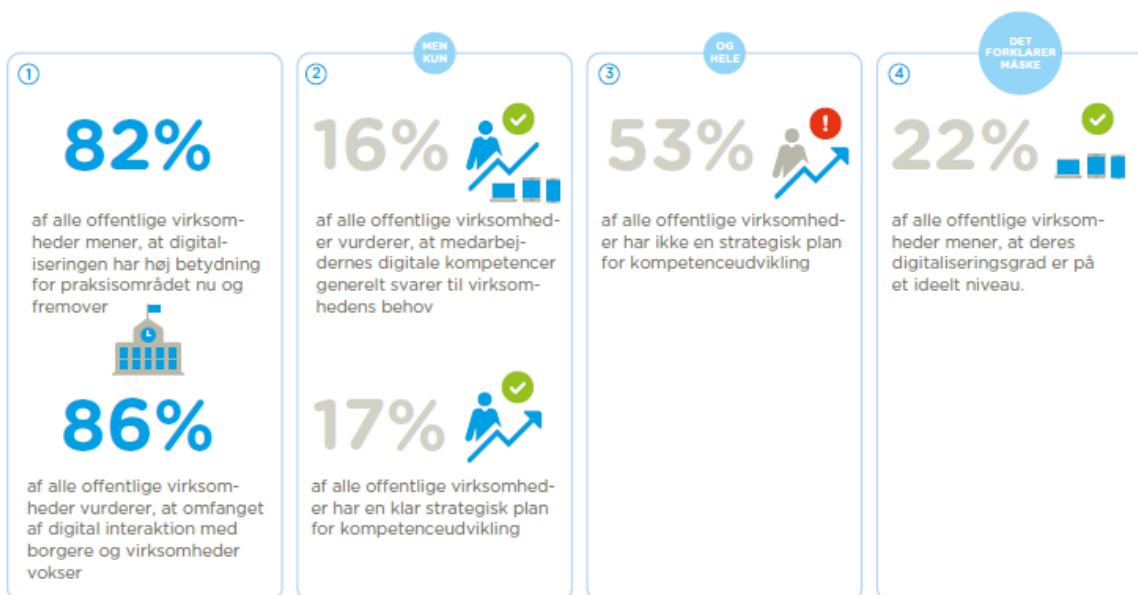 1
82%
af alle offentlige virksom-
heder mener, at digital-
iseringen har høj betydning
for praksisområdet nu og
fremover
86%
af alle offentlige virksom-
heder vurderer, at omfanget
af digital interaktion med
borgere og virksomheder
vokser
MEN
KUN
2
16%
af alle offentlige virksomhed-
er vurderer, at medarbej-
dernes digitale kompetencer
generelt svarer til virksom-
hedens behov
17%
af alle offentlige virksomhed-
er har en klar strategisk plan
for kompetenceudvikling
OG
HELE
3
53%
af alle offentlige virksomhed-
er har ikke en strategisk plan
for kompetenceudvikling
DET
FORKLARER
MÅSKE
4
22%
af alle offentlige virksom-
heder mener, at deres
digitaliseringsgrad er på
et ideelt niveau.